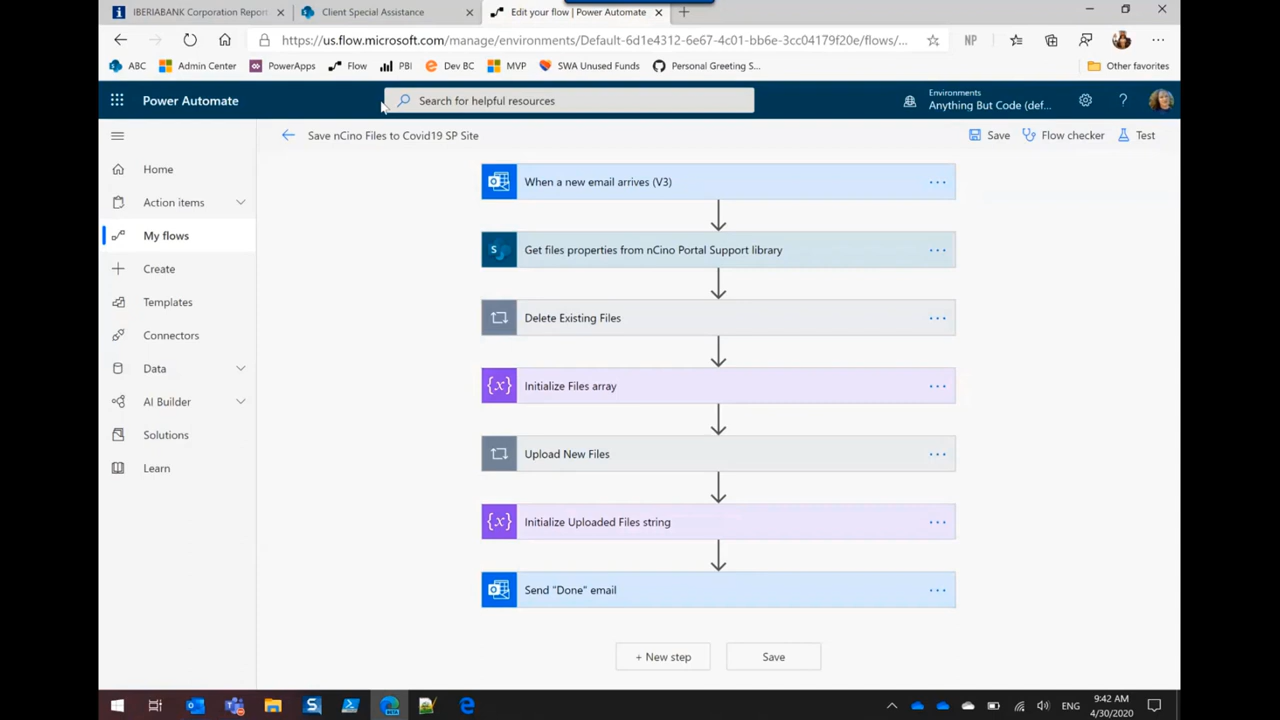 IBERIABANK Corporation Report
Client Special Assistance
Edit your flow | Power Automate
https://us.flow.microsoft.com/manage/environments/Default-6d1e4312-6e67-4c01-bb6e-3cc04179f20e/flows/...
NP
ABC
Admin Center
PowerApps
Flow
PBI
Dev BC
MVP
SWA Unused Funds
Personal Greeting S...
Other favorites
Power Automate
Search for helpful resources
Environments
Anything But Code (def...
Save nCino Files to Covid19 SP Site
Save
Flow checker
Test
Home
Action items
My flows
Create
Templates
Connectors
Data
AI Builder
Solutions
Learn
When a new email arrives (V3)
Get files properties from nCino Portal Support library
Delete Existing Files
Initialize Files array
Upload New Files
Initialize Uploaded Files string
Send "Done" email
+ New step
Save
ENG
9:42 AM
4/30/2020